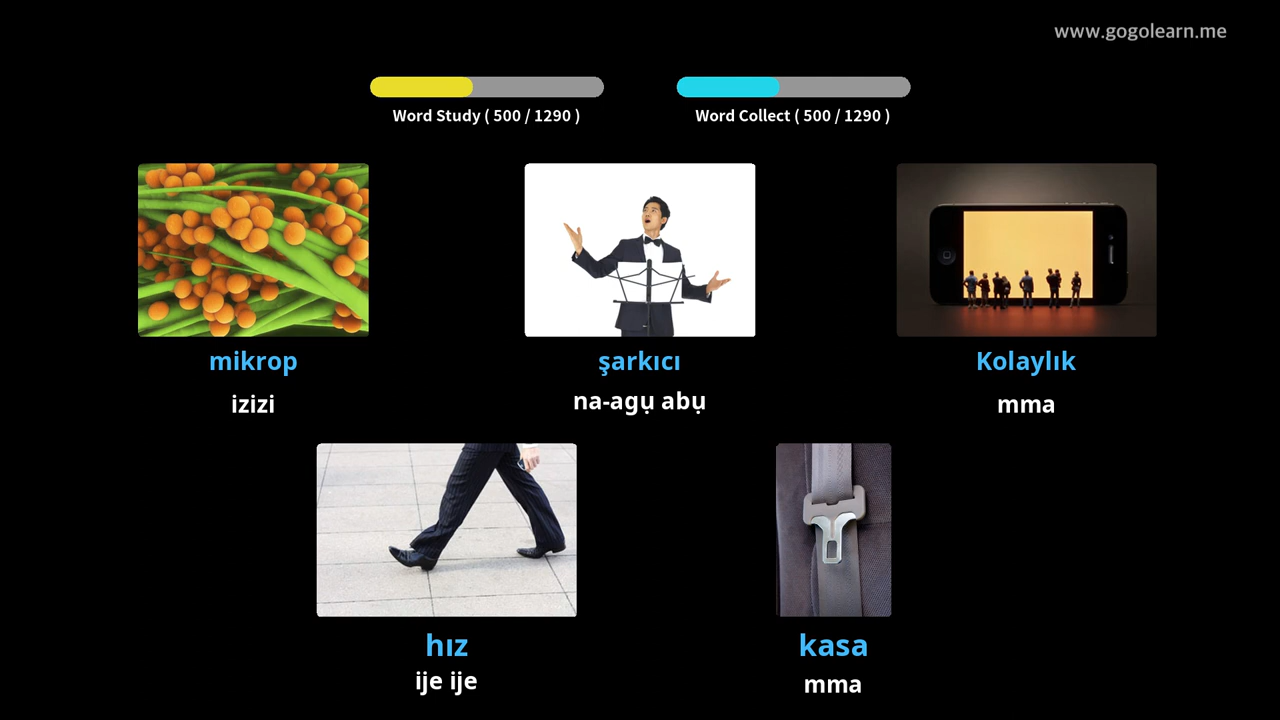 www.gogolearn.me
Word Study ( 500 / 1290 )
Word Collect ( 500 / 1290 )
mikrop
izizi
şarkıcı
na-agụ abụ
Kolaylık
mma
hız
ije ije
kasa
mma